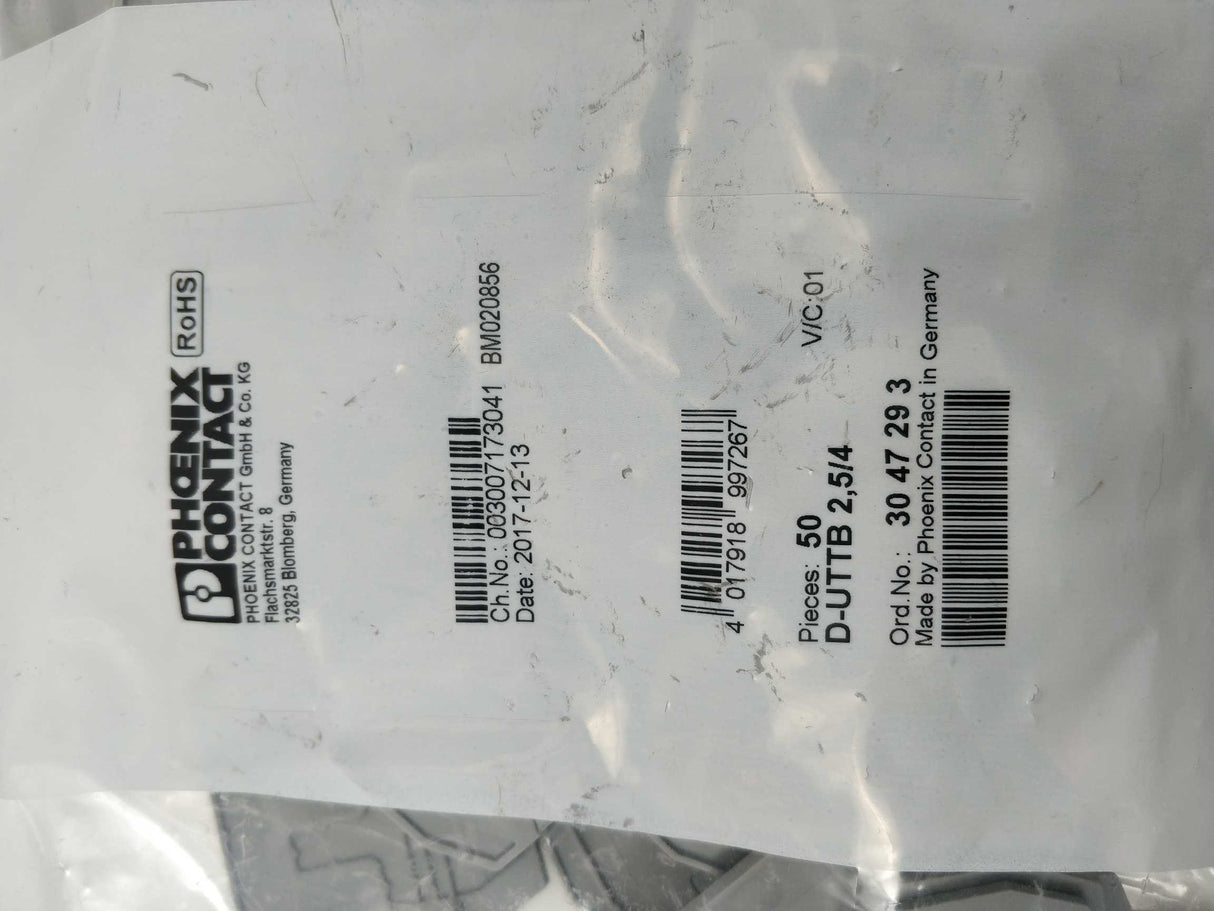 PHŒNIX
CONTACT RoHS
PHOENIX CONTACT GmbH & Co. KG
Flachsmarktstr. 8
32825 Blomberg, Germany
Ch.No.: 003007173041 BM020856
Date: 2017-12-13
4 017918 997267
Pieces: 50 V/C:01
D-UTTB 2,5/4
Ord.No.: 30 47 29 3
Made by Phoenix Contact in Germany